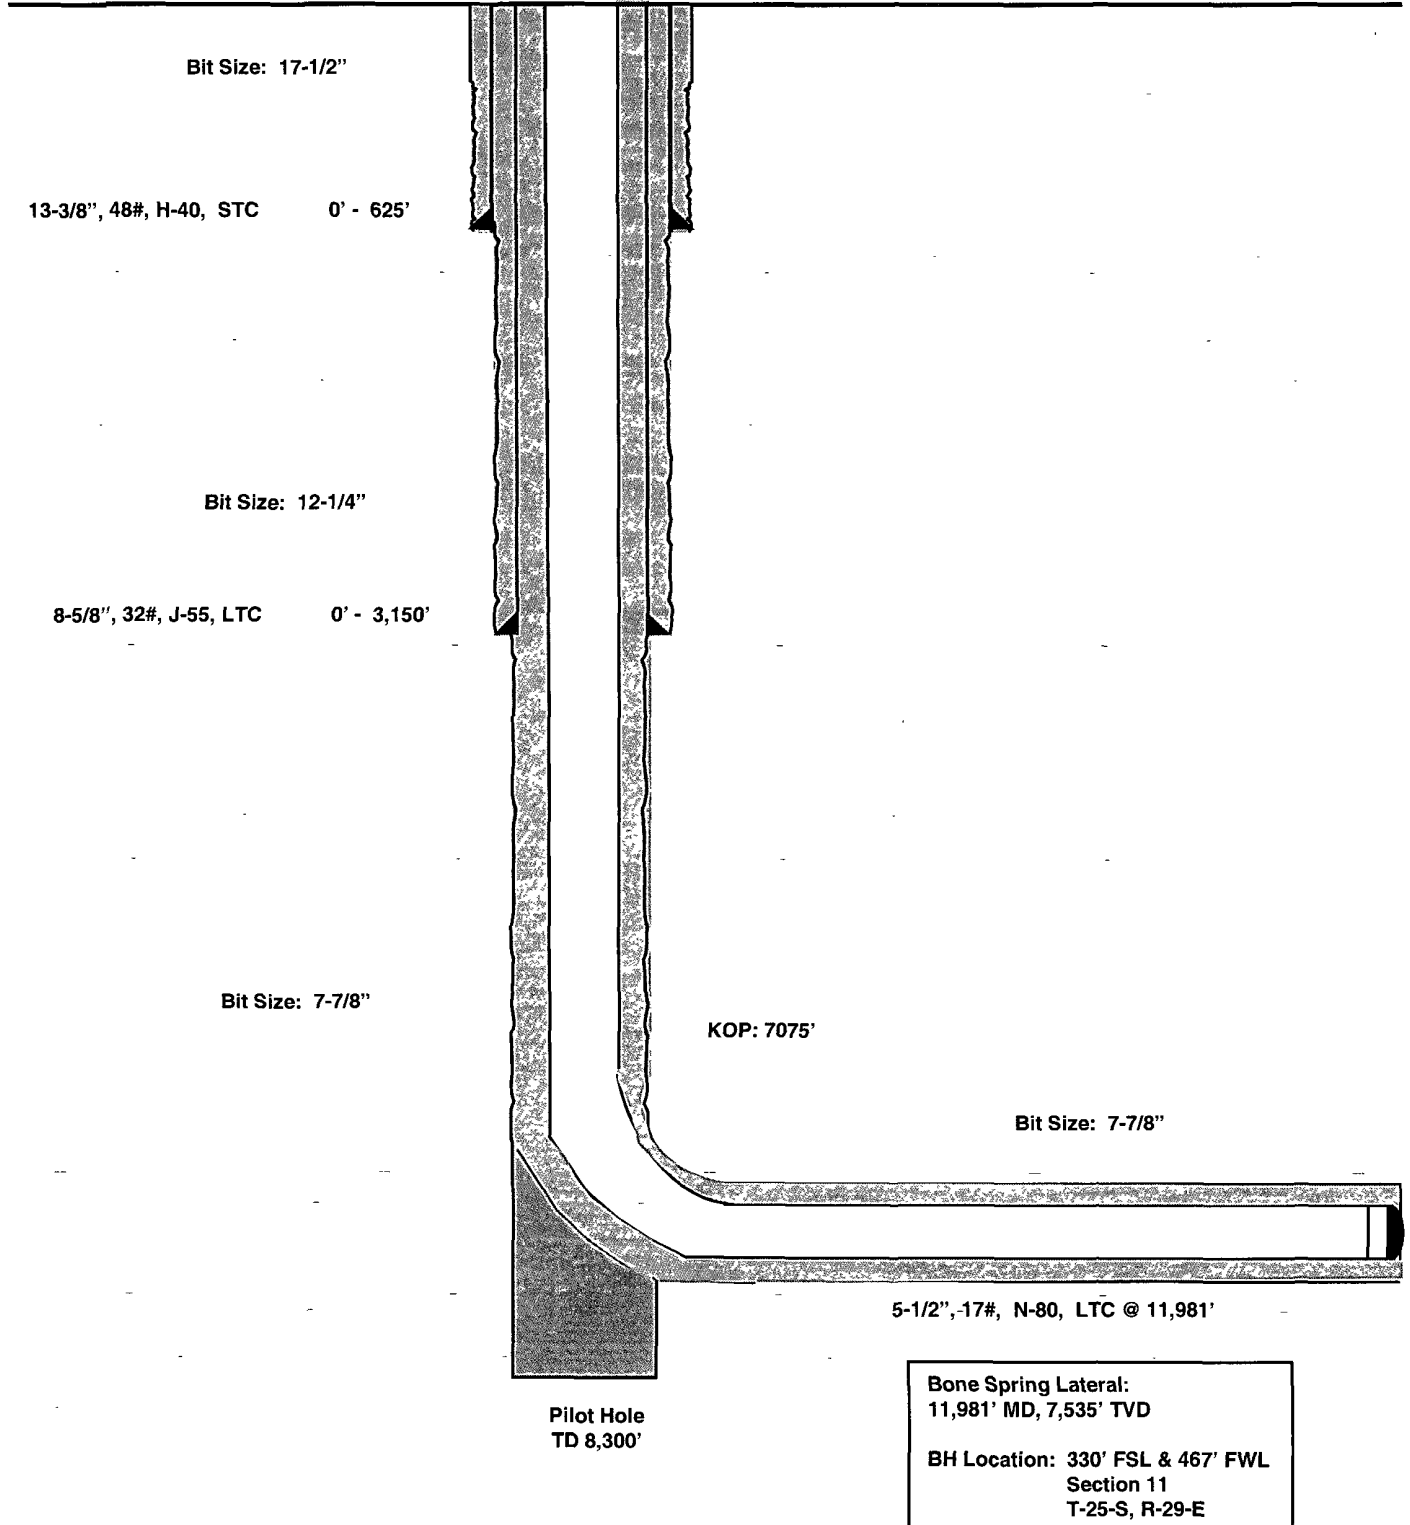 Bit Size: 17-1/2”
13-3/8”, 48#, H-40, STC 0’ - 625’
Bit Size: 12-1/4”
8-5/8”, 32#, J-55, LTC 0’ - 3,150’
Bit Size: 7-7/8”
KOP: 7075’
Bit Size: 7-7/8”
5-1/2”, 17#, N-80, LTC @ 11,981’
Pilot Hole
TD 8,300’
Bone Spring Lateral:
11,981’ MD, 7,535’ TVD
BH Location: 330’ FSL & 467’ FWL
Section 11
T-25-S, R-29-E